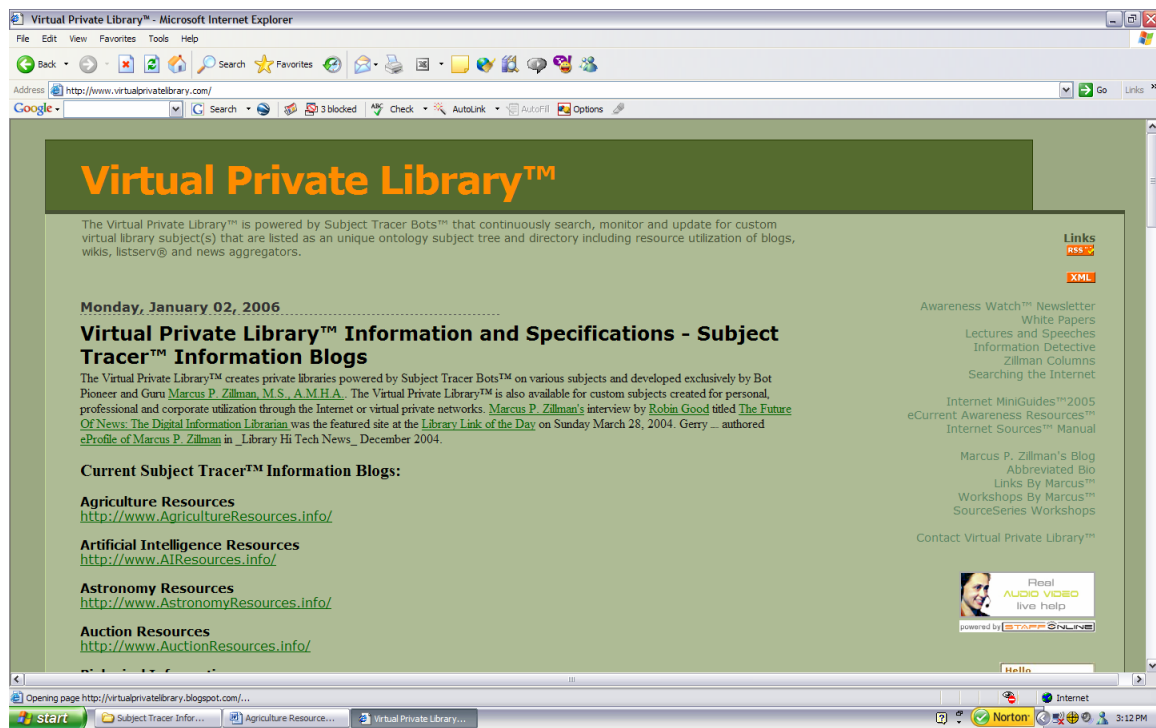 Virtual Private Library™ - Microsoft Internet Explorer
File Edit View Favorites Tools Help
Back Search Favorites
Address http://www.virtualprivatelibrary.com/ Go Links »
Google Search 3 blocked Check AutoLink AutoFill Options
Virtual Private Library™
The Virtual Private Library™ is powered by Subject Tracer Bots™ that continuously search, monitor and update for custom
virtual library subject(s) that are listed as an unique ontology subject tree and directory including resource utilization of blogs,
wikis, listserv® and news aggregators.
Monday, January 02, 2006
Virtual Private Library™ Information and Specifications - Subject
Tracer™ Information Blogs
The Virtual Private Library™ creates private libraries powered by Subject Tracer Bots™ on various subjects and developed exclusively by Bot
Pioneer and Guru Marcus P. Zillman, M.S., A.M.H.A.. The Virtual Private Library™ is also available for custom subjects created for personal,
professional and corporate utilization through the Internet or virtual private networks. Marcus P. Zillman's interview by Robin Good titled The Future
Of News: The Digital Information Librarian was the featured site at the Library Link of the Day on Sunday March 28, 2004. Gerry ... authored
eProfile of Marcus P. Zillman in _Library Hi Tech News_ December 2004.
Current Subject Tracer™ Information Blogs:
Agriculture Resources
http://www.AgricultureResources.info/
Artificial Intelligence Resources
http://www.AIResources.info/
Astronomy Resources
http://www.AstronomyResources.info/
Auction Resources
http://www.AuctionResources.info/
Links
RSS
XML
Awareness Watch™ Newsletter
White Papers
Lectures and Speeches
Information Detective
Zillman Columns
Searching the Internet
Internet MiniGuides™2005
eCurrent Awareness Resources™
Internet Sources™ Manual
Marcus P. Zillman's Blog
Abbreviated Bio
Links By Marcus™
Workshops By Marcus™
SourceSeries Workshops
Contact Virtual Private Library™
Real
AUDIO VIDEO
live help
powered by STAFFONLINE
Hello
Opening page http://virtualprivatelibrary.blogspot.com/... Internet
start Subject Tracer Infor... Agriculture Resource... Virtual Private Library... Norton 3:12 PM